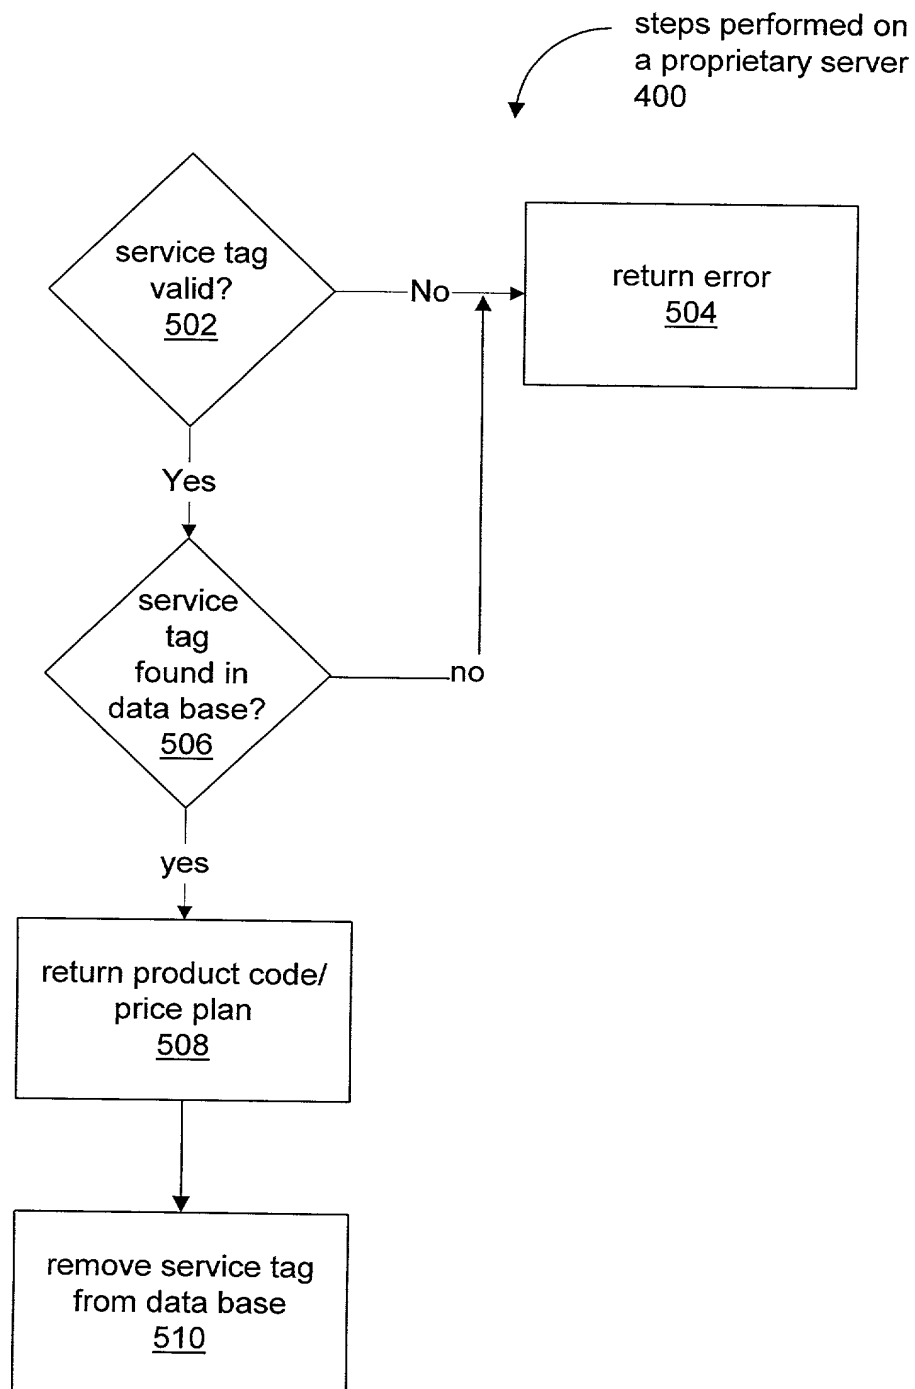 steps performed on
a proprietary server
400
service tag
valid?
502
No
return error
504
Yes
service
tag
found in
data base?
506
no
yes
return product code/
price plan
508
remove service tag
from data base
510